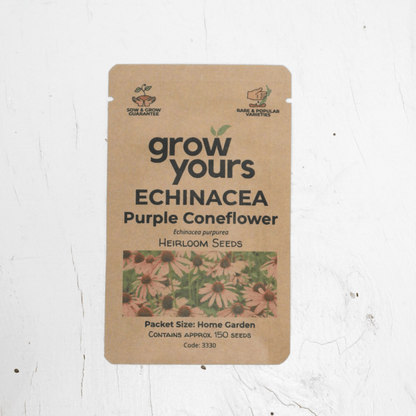 SOW & GROW
GUARANTEE
RARE & POPULAR
VARIETIES
grow
yours
ECHINACEA
Purple Coneflower
Echinacea purpurea
HEIRLOOM SEEDS
Packet Size: Home Garden
CONTAINS APPROX. 150 SEEDS
Code: 3330